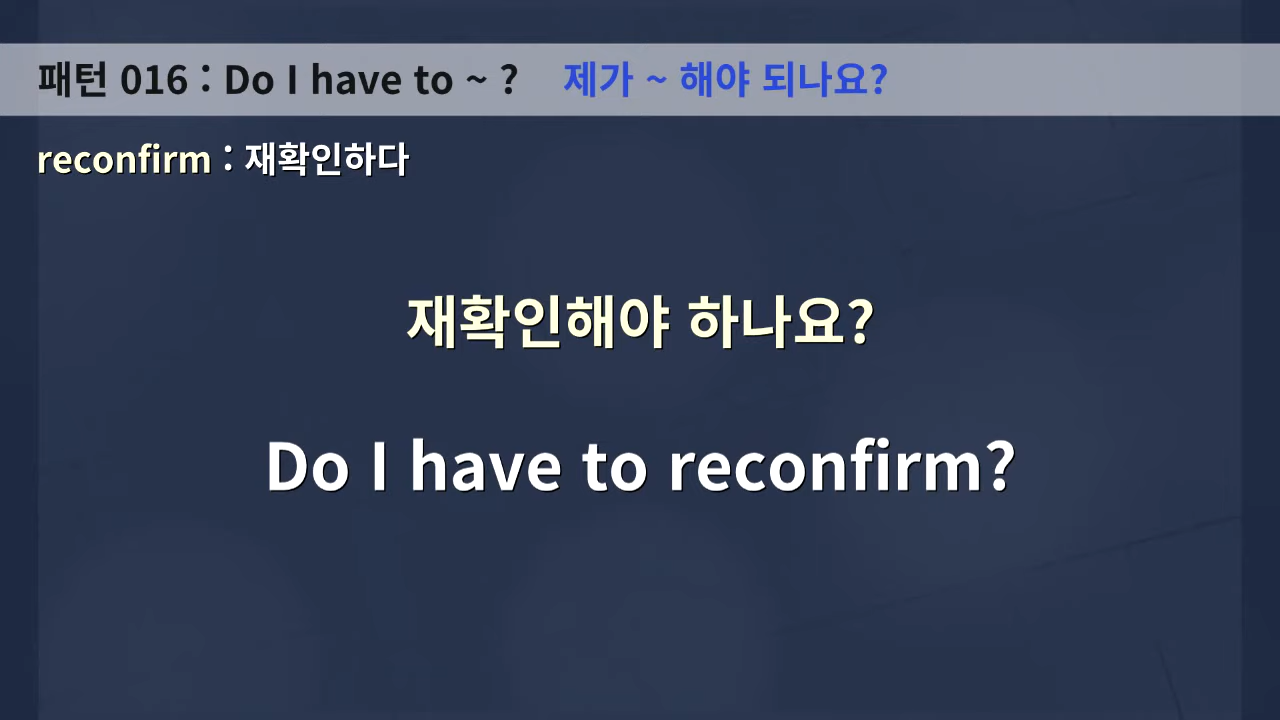 패턴 016 : Do I have to ~ ? 제가 ~ 해야 되나요?
reconfirm : 재확인하다
재확인해야 하나요?
Do I have to reconfirm?